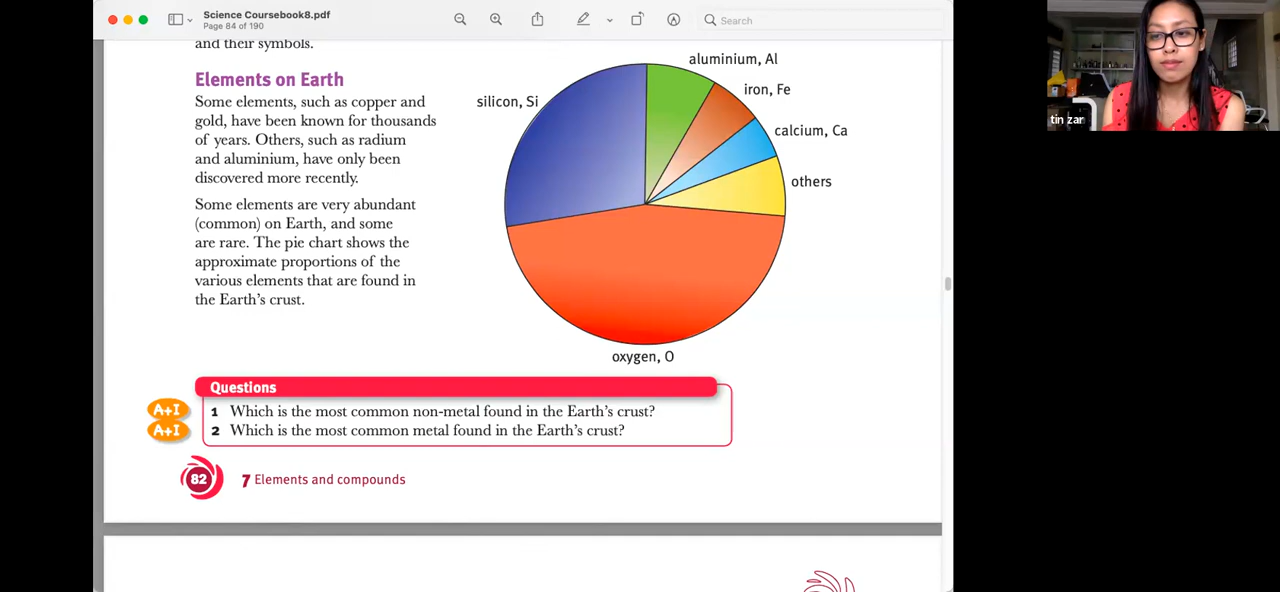 Science Coursebook8.pdf
Page 84 of 190
Search
tin zar
and their symbols.
Elements on Earth
Some elements, such as copper and
gold, have been known for thousands
of years. Others, such as radium
and aluminium, have only been
discovered more recently.
Some elements are very abundant
(common) on Earth, and some
are rare. The pie chart shows the
approximate proportions of the
various elements that are found in
the Earth's crust.
aluminium, Al
iron, Fe
silicon, Si
calcium, Ca
others
oxygen, O
Questions
A+I
1 Which is the most common non-metal found in the Earth's crust?
A+I
2 Which is the most common metal found in the Earth's crust?
82
7 Elements and compounds